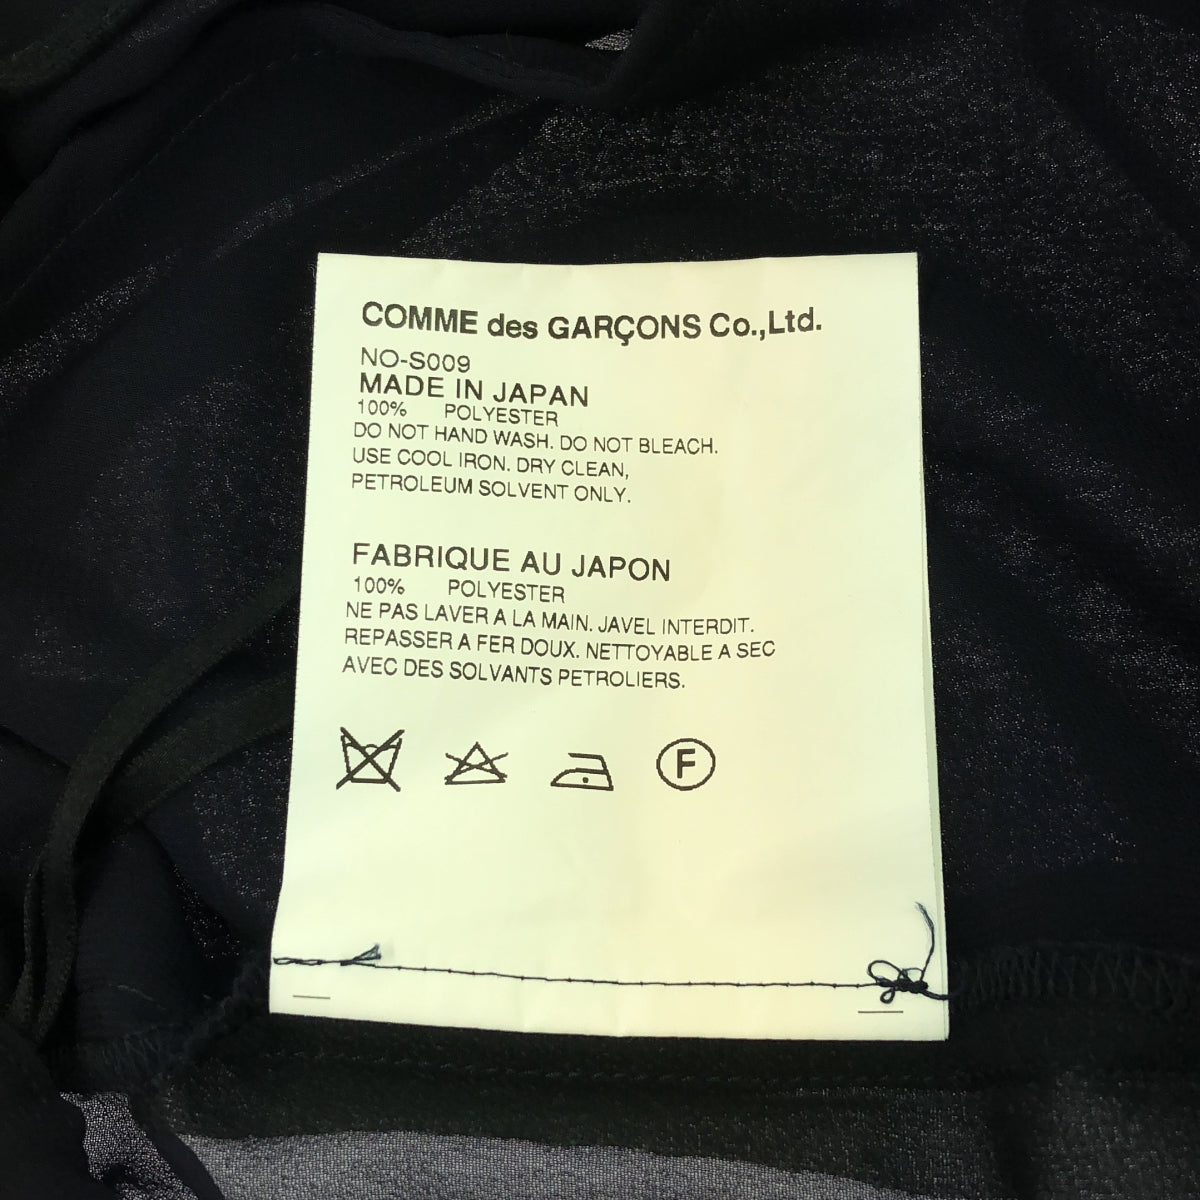 COMME des GARÇONS Co.,Ltd.
NO-S009
MADE IN JAPAN
100% POLYESTER
DO NOT HAND WASH. DO NOT BLEACH.
USE COOL IRON. DRY CLEAN,
PETROLEUM SOLVENT ONLY.
FABRIQUE AU JAPON
100% POLYESTER
NE PAS LAVER A LA MAIN. JAVEL INTERDIT.
REPASSER A FER DOUX. NETTOYABLE A SEC
AVEC DES SOLVANTS PETROLIERS.
F